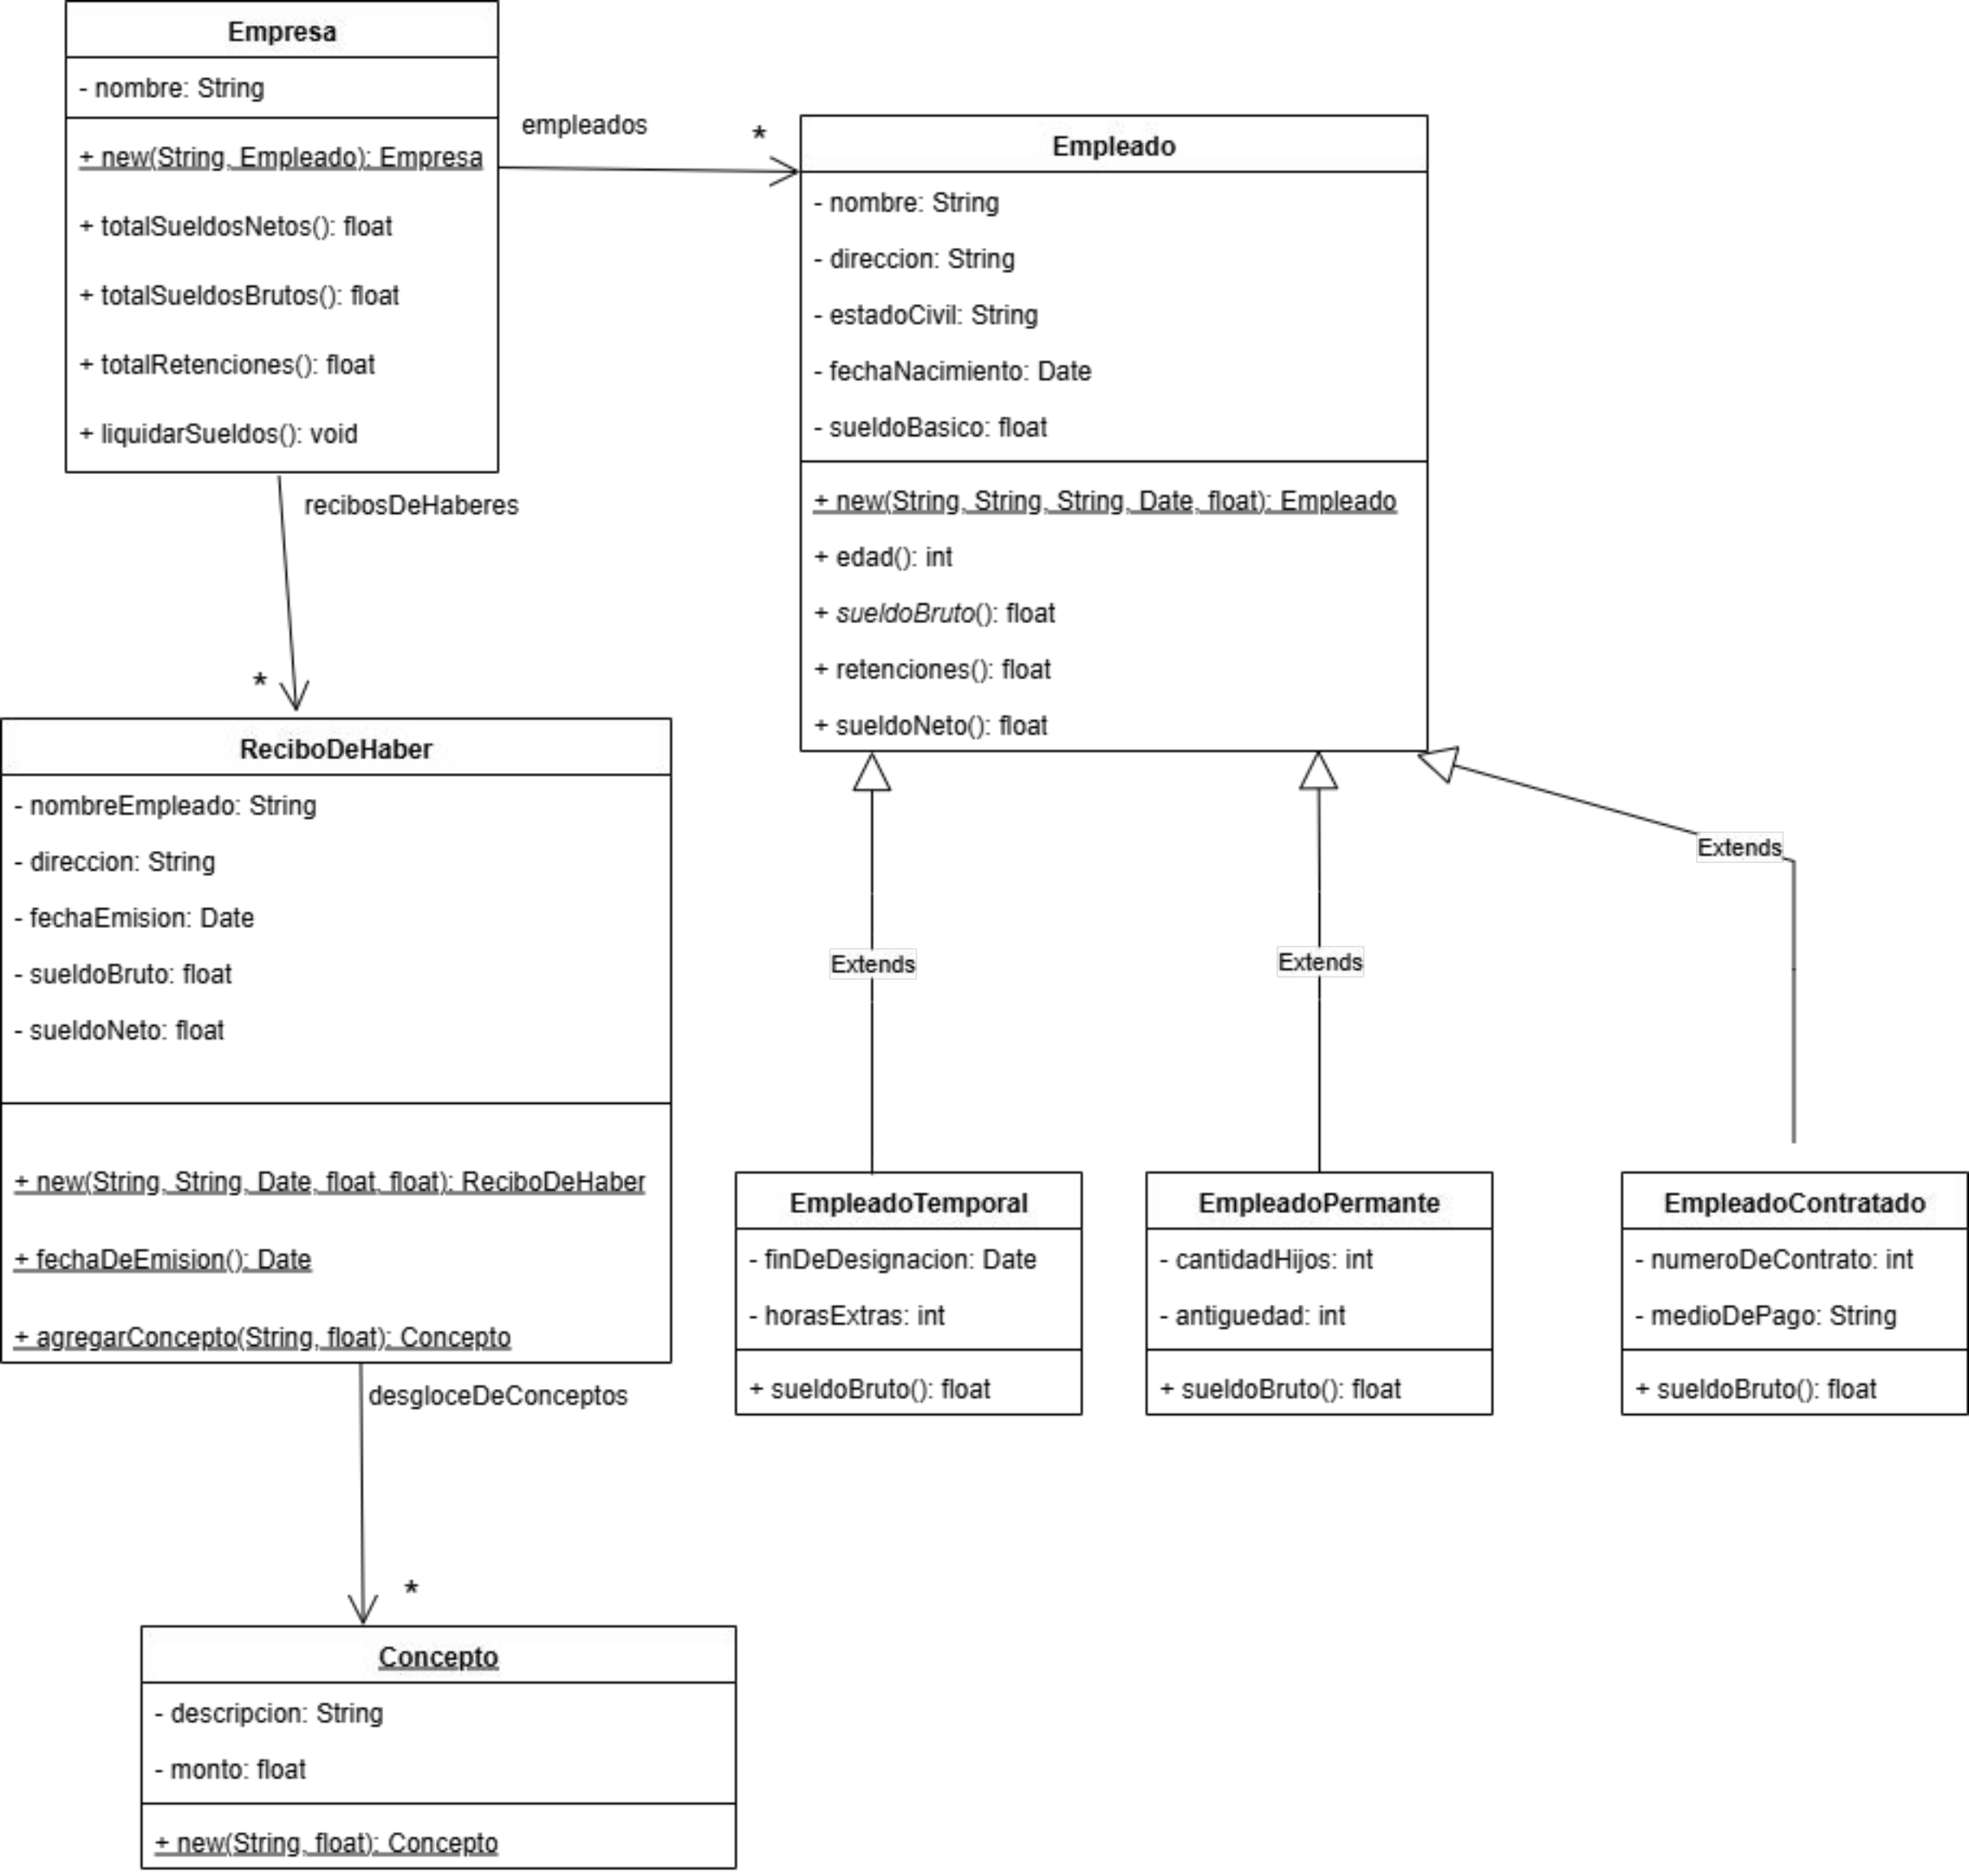 Empresa
- nombre: String
+ new(String, Empleado): Empresa
+ totalSueldosNetos(): float
+ totalSueldosBrutos(): float
+ totalRetenciones(): float
+ liquidarSueldos(): void
empleados
*
Empleado
- nombre: String
- direccion: String
- estadoCivil: String
- fechaNacimiento: Date
- sueldoBasico: float
+ new(String, String, String, Date, float): Empleado
+ edad(): int
+ sueldoBruto(): float
+ retenciones(): float
+ sueldoNeto(): float
recibosDeHaberes
*
ReciboDeHaber
- nombreEmpleado: String
- direccion: String
- fechaEmision: Date
- sueldoBruto: float
- sueldoNeto: float
+ new(String, String, Date, float, float): ReciboDeHaber
+ fechaDeEmision(): Date
+ agregarConcepto(String, float): Concepto
Extends
Extends
Extends
EmpleadoTemporal
- finDeDesignacion: Date
- horasExtras: int
+ sueldoBruto(): float
EmpleadoPermante
- cantidadHijos: int
- antiguedad: int
+ sueldoBruto(): float
EmpleadoContratado
- numeroDeContrato: int
- medioDePago: String
+ sueldoBruto(): float
desgloceDeConceptos
*
Concepto
- descripcion: String
- monto: float
+ new(String, float): Concepto